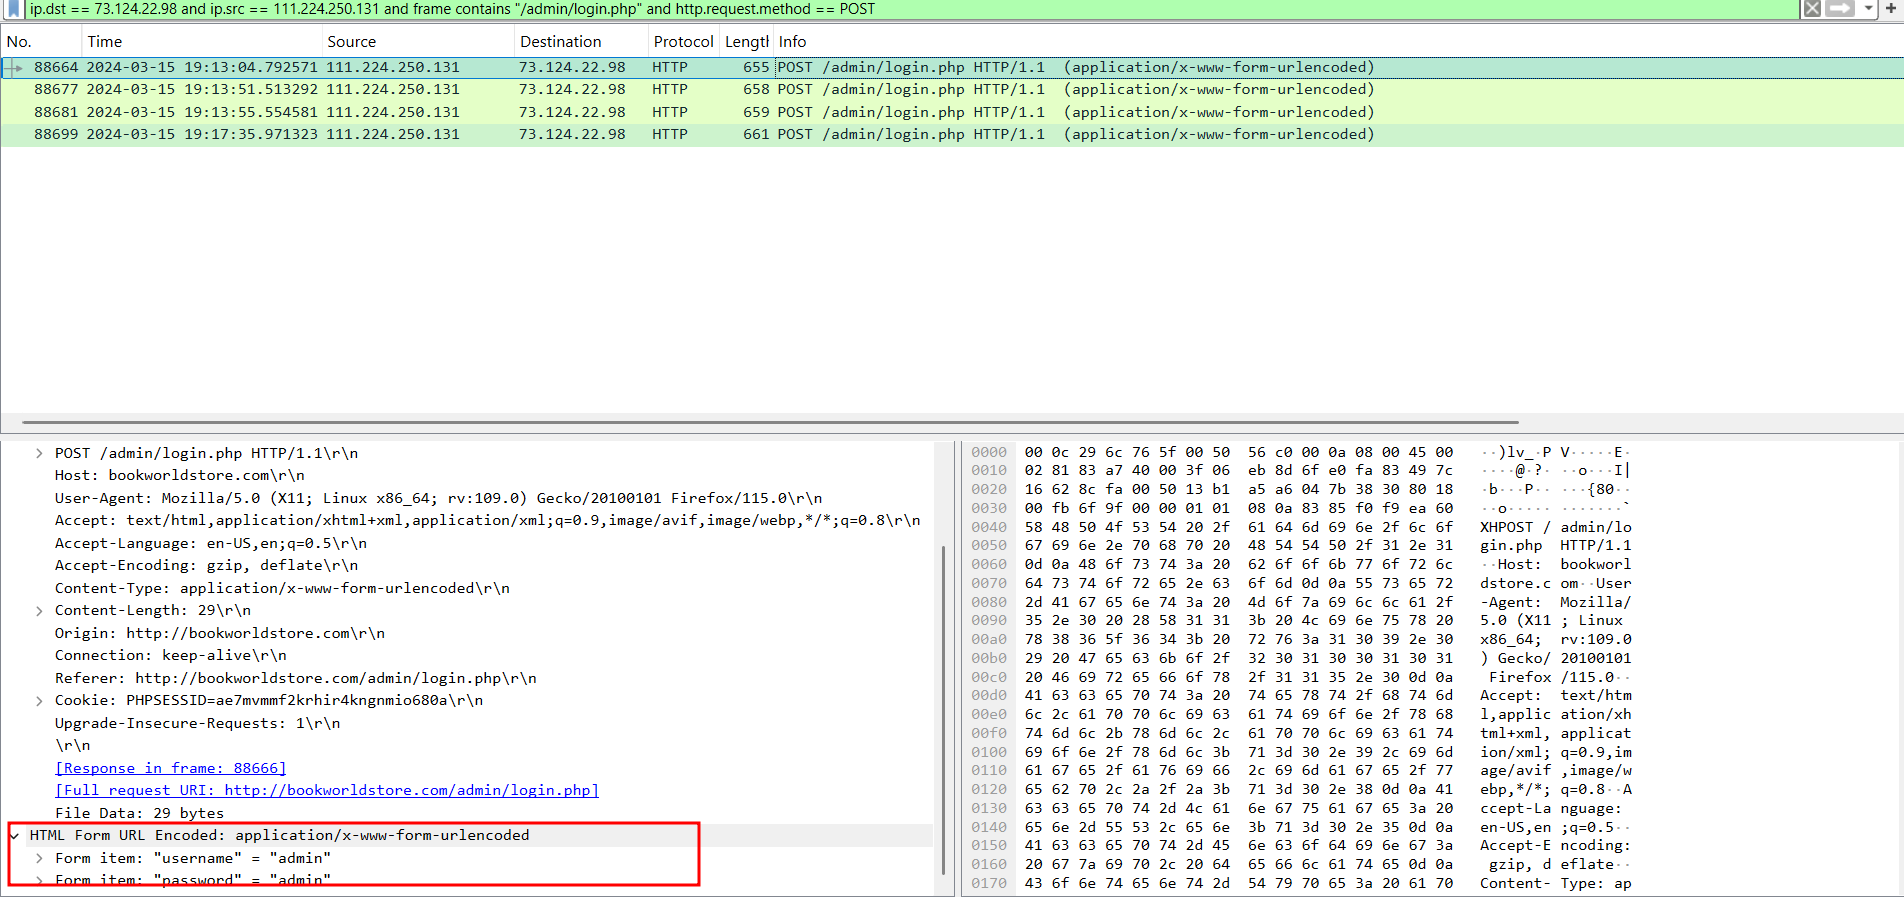 ip.dst == 73.124.22.98 and ip.src == 111.224.250.131 and frame contains "/admin/login.php" and http.request.method == POST
No. Time Source Destination Protocol Lengtl Info
88664 2024-03-15 19:13:04.792571 111.224.250.131 73.124.22.98 HTTP 655 POST /admin/login.php HTTP/1.1 (application/x-www-form-urlencoded)
88677 2024-03-15 19:13:51.513292 111.224.250.131 73.124.22.98 HTTP 658 POST /admin/login.php HTTP/1.1 (application/x-www-form-urlencoded)
88681 2024-03-15 19:13:55.554581 111.224.250.131 73.124.22.98 HTTP 659 POST /admin/login.php HTTP/1.1 (application/x-www-form-urlencoded)
88699 2024-03-15 19:17:35.971323 111.224.250.131 73.124.22.98 HTTP 661 POST /admin/login.php HTTP/1.1 (application/x-www-form-urlencoded)
POST /admin/login.php HTTP/1.1\r\n
Host: bookworldstore.com\r\n
User-Agent: Mozilla/5.0 (X11; Linux x86_64; rv:109.0) Gecko/20100101 Firefox/115.0\r\n
Accept: text/html,application/xhtml+xml,application/xml;q=0.9,image/avif,image/webp,*/*;q=0.8\r\n
Accept-Language: en-US,en;q=0.5\r\n
Accept-Encoding: gzip, deflate\r\n
Content-Type: application/x-www-form-urlencoded\r\n
Content-Length: 29\r\n
Origin: http://bookworldstore.com\r\n
Connection: keep-alive\r\n
Referer: http://bookworldstore.com/admin/login.php\r\n
Cookie: PHPSESSID=ae7mvmmf2krhir4kngnmio680a\r\n
Upgrade-Insecure-Requests: 1\r\n
\r\n
[Response in frame: 88666]
[Full request URI: http://bookworldstore.com/admin/login.php]
File Data: 29 bytes
HTML Form URL Encoded: application/x-www-form-urlencoded
Form item: "username" = "admin"
Form item: "password" = "admin"
0000 00 0c 29 6c 76 5f 00 50 56 c0 00 0a 08 00 45 00 ··)lv_·P V·····E·
0010 02 81 83 a7 40 00 3f 06 eb 8d 6f e0 fa 83 49 7c ····@·?· ··o···I|
0020 16 62 8c fa 00 50 13 b1 a5 a6 04 7b 38 30 80 18 ·b···P·· ···{80··
0030 00 fb 6f 9f 00 00 01 01 08 0a 83 85 f0 f9 ea 60 ··o····· ·······`
0040 58 48 50 4f 53 54 20 2f 61 64 6d 69 6e 2f 6c 6f XHPOST / admin/lo
0050 67 69 6e 2e 70 68 70 20 48 54 54 50 2f 31 2e 31 gin.php HTTP/1.1
0060 0d 0a 48 6f 73 74 3a 20 62 6f 6f 6b 77 6f 72 6c ··Host: bookworl
0070 64 73 74 6f 72 65 2e 63 6f 6d 0d 0a 55 73 65 72 dstore.c om··User
0080 2d 41 67 65 6e 74 3a 20 4d 6f 7a 69 6c 6c 61 2f -Agent: Mozilla/
0090 35 2e 30 20 28 58 31 31 3b 20 4c 69 6e 75 78 20 5.0 (X11 ; Linux
00a0 78 38 36 5f 36 34 3b 20 72 76 3a 31 30 39 2e 30 x86_64; rv:109.0
00b0 29 20 47 65 63 6b 6f 2f 32 30 31 30 30 31 30 31 ) Gecko/ 20100101
00c0 20 46 69 72 65 66 6f 78 2f 31 31 35 2e 30 0d 0a Firefox /115.0··
00d0 41 63 63 65 70 74 3a 20 74 65 78 74 2f 68 74 6d Accept: text/htm
00e0 6c 2c 61 70 70 6c 69 63 61 74 69 6f 6e 2f 78 68 l,applic ation/xh
00f0 74 6d 6c 2b 78 6d 6c 2c 61 70 70 6c 69 63 61 74 tml+xml, applicat
0100 69 6f 6e 2f 78 6d 6c 3b 71 3d 30 2e 39 2c 69 6d ion/xml; q=0.9,im
0110 61 67 65 2f 61 76 69 66 2c 69 6d 61 67 65 2f 77 age/avif ,image/w
0120 65 62 70 2c 2a 2f 2a 3b 71 3d 30 2e 38 0d 0a 41 ebp,*/*; q=0.8··A
0130 63 63 65 70 74 2d 4c 61 6e 67 75 61 67 65 3a 20 ccept-La nguage:
0140 65 6e 2d 55 53 2c 65 6e 3b 71 3d 30 2e 35 0d 0a en-US,en ;q=0.5··
0150 41 63 63 65 70 74 2d 45 6e 63 6f 64 69 6e 67 3a Accept-E ncoding:
0160 20 67 7a 69 70 2c 20 64 65 66 6c 61 74 65 0d 0a gzip, d eflate··
0170 43 6f 6e 74 65 6e 74 2d 54 79 70 65 3a 20 61 70 Content- Type: ap